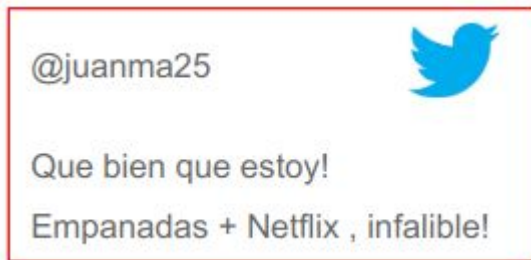 @juanma25
Que bien que estoy!
Empanadas + Netflix , infalible!